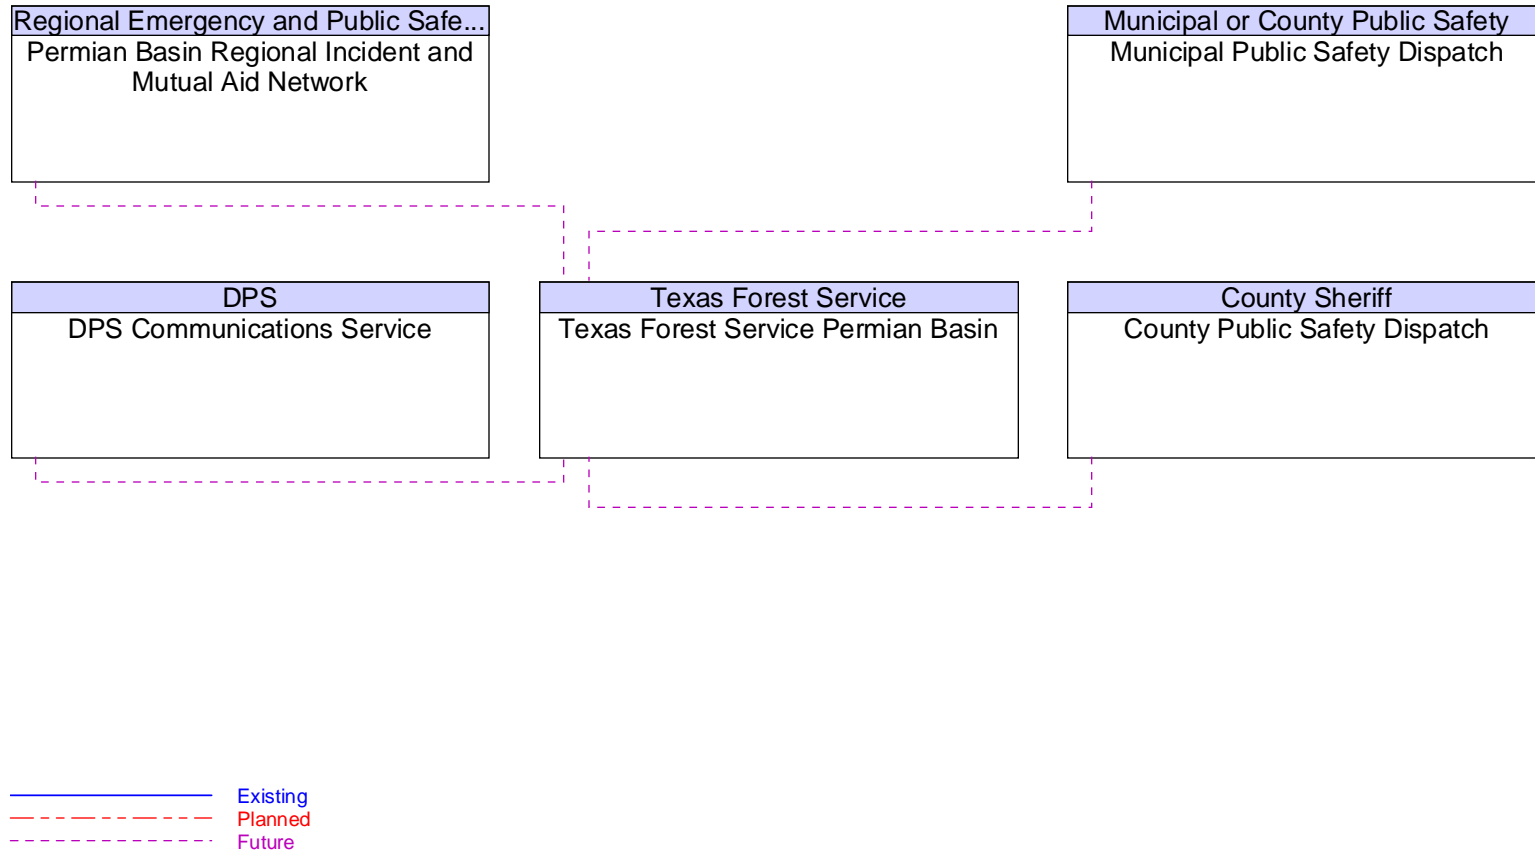 Regional Emergency and Public Safe...
Permian Basin Regional Incident and
Mutual Aid Network
Municipal or County Public Safety
Municipal Public Safety Dispatch
DPS
DPS Communications Service
Texas Forest Service
Texas Forest Service Permian Basin
County Sheriff
County Public Safety Dispatch
Existing
Planned
Future